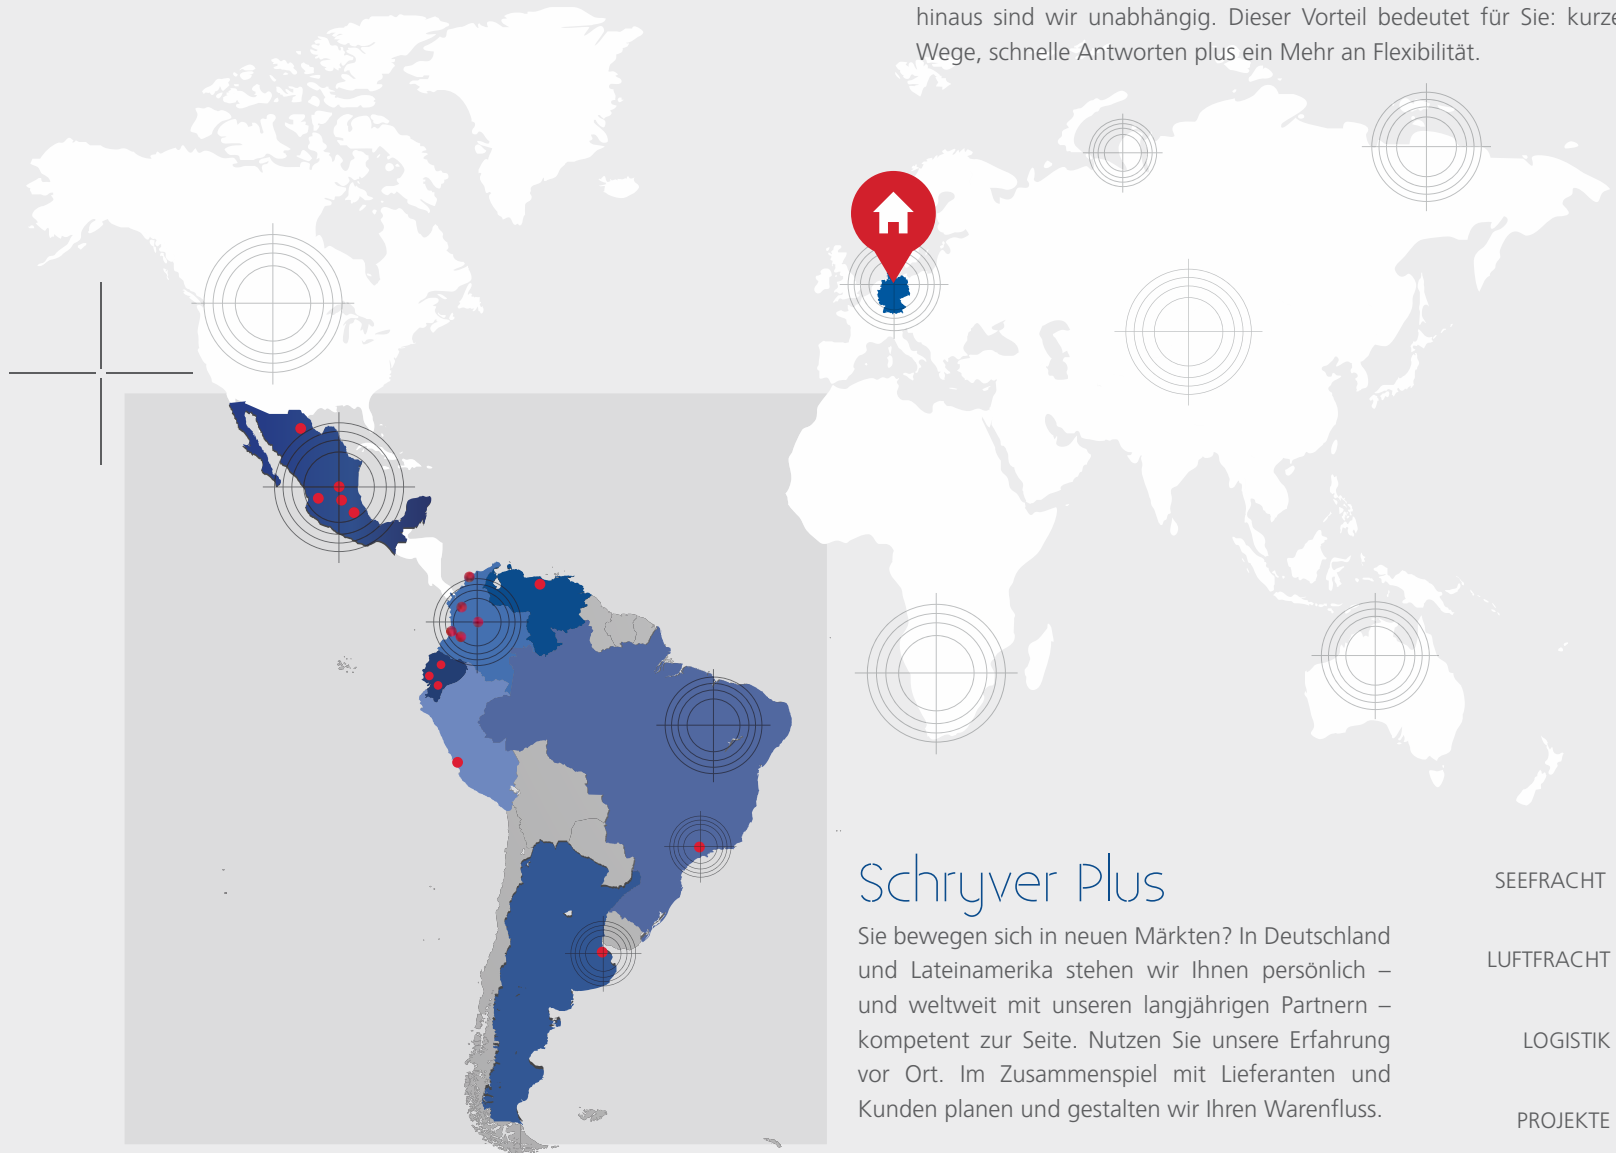 hinaus sind wir unabhängig. Dieser Vorteil bedeutet für Sie: kurze
Wege, schnelle Antworten plus ein Mehr an Flexibilität.
Schryver Plus
Sie bewegen sich in neuen Märkten? In Deutschland
und Lateinamerika stehen wir Ihnen persönlich –
und weltweit mit unseren langjährigen Partnern –
kompetent zur Seite. Nutzen Sie unsere Erfahrung
vor Ort. Im Zusammenspiel mit Lieferanten und
Kunden planen und gestalten wir Ihren Warenfluss.
SEEFRACHT
LUFTFRACHT
LOGISTIK
PROJEKTE